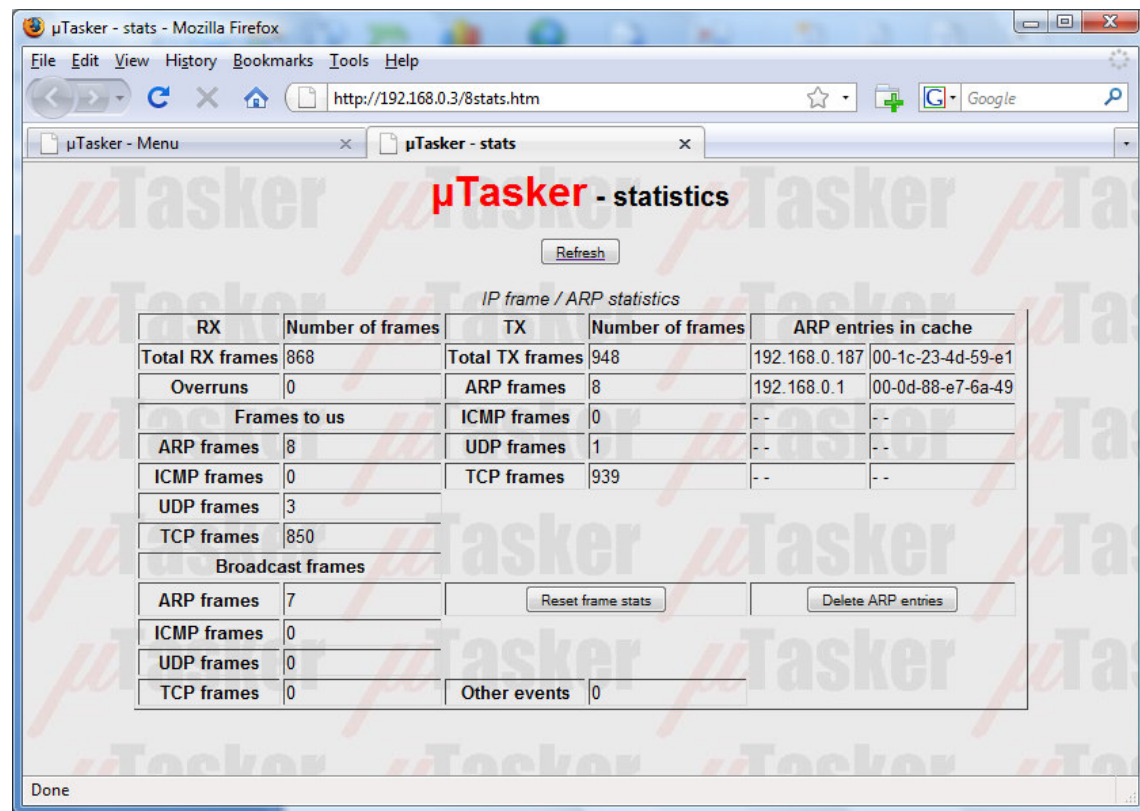 µTasker - stats - Mozilla Firefox
File Edit View History Bookmarks Tools Help
http://192.168.0.3/8stats.htm G Google
µTasker - Menu µTasker - stats
µTasker - statistics
Refresh
IP frame / ARP statistics
RX Number of frames TX Number of frames ARP entries in cache
Total RX frames 868 Total TX frames 948 192.168.0.187 00-1c-23-4d-59-e1
Overruns 0 ARP frames 8 192.168.0.1 00-0d-88-e7-6a-49
Frames to us ICMP frames 0 - - - -
ARP frames 8 UDP frames 1 - - - -
ICMP frames 0 TCP frames 939 - - - -
UDP frames 3
TCP frames 850
Broadcast frames
ARP frames 7 Reset frame stats Delete ARP entries
ICMP frames 0
UDP frames 0
TCP frames 0 Other events 0
Done